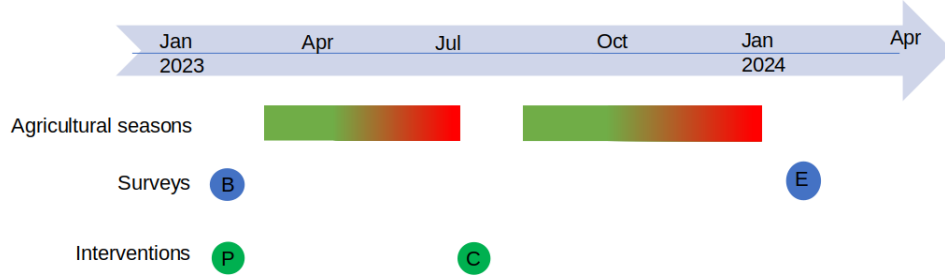 Jan Apr Jul Oct Jan Apr
2023 2024
Agricultural seasons
Surveys B E
Interventions P C